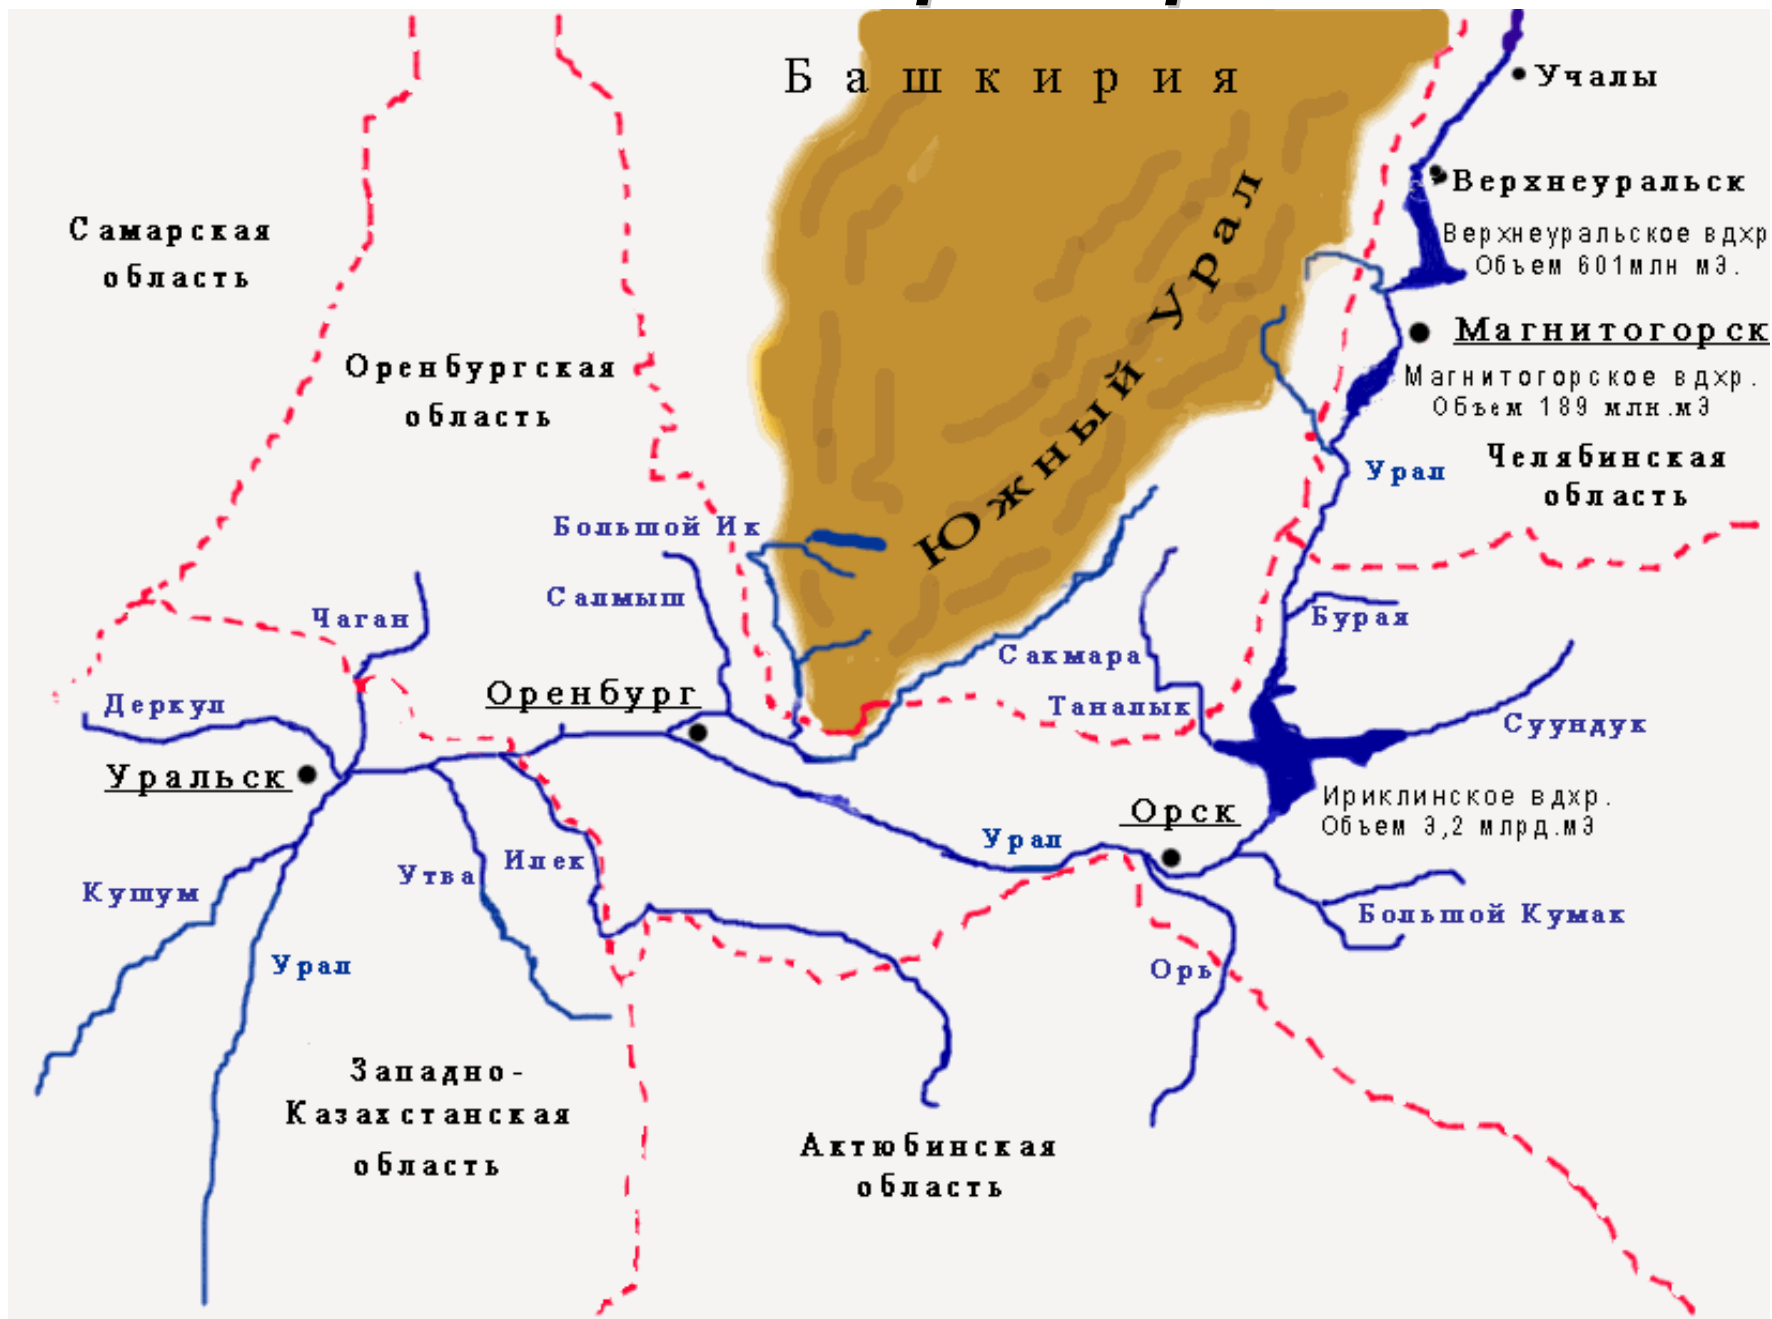 Башкирия
Учалы
Верхнеуральск
Самарская
область
Верхнеуральское вдхр
Объем 601млн м3.
Южный Урал
Магнитогорск
Оренбургская
область
Магнитогорское вдхр.
Объем 189 млн.м3
Урал
Челябинская
область
Большой Ик
Салмыш
Чаган
Бурая
Сакмара
Деркул
Оренбург
Таналык
Суундук
Уральск
Орск
Ириклинское вдхр.
Объем 3,2 млрд.м3
Урал
Илек
Утва
Кушум
Большой Кумак
Урал
Орь
Западно-
Казахстанская
область
Актюбинская
область